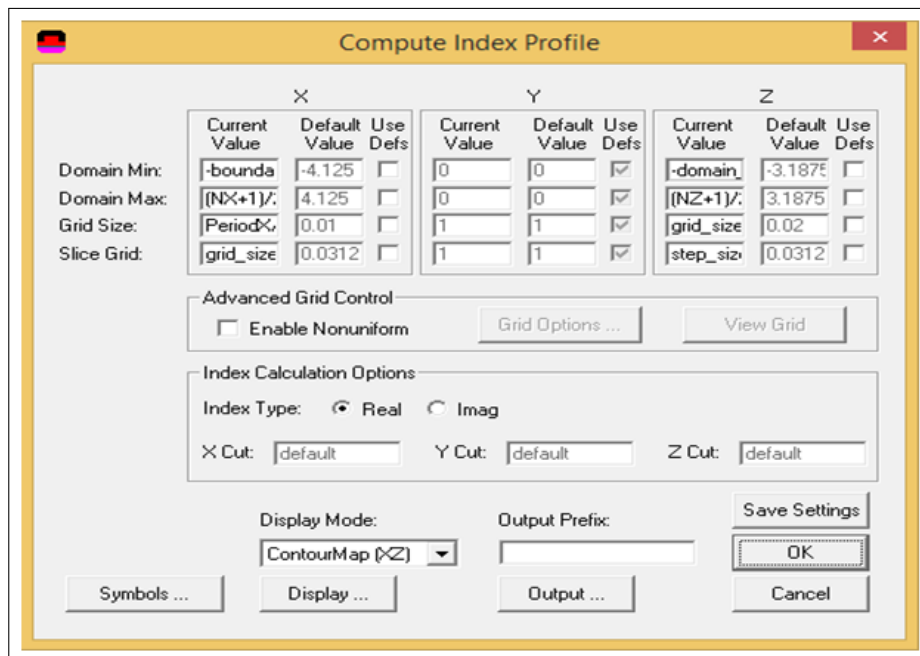 Compute Index Profile
X Y Z
Current Value Default Value Use Defs Current Value Default Value Use Defs Current Value Default Value Use Defs
Domain Min: -bounda -4.125 0 0 -domain_ -3.1875
Domain Max: (NX+1)/2 4.125 0 0 (NZ+1)/2 3.1875
Grid Size: PeriodX/ 0.01 1 1 grid_size 0.02
Slice Grid: grid_size 0.0312 1 1 step_siz 0.0312
Advanced Grid Control
Enable Nonuniform Grid Options ... View Grid
Index Calculation Options
Index Type: Real Imag
X Cut: default Y Cut: default Z Cut: default
Display Mode: Output Prefix: Save Settings
ContourMap (XZ) OK
Symbols ... Display ... Output ... Cancel